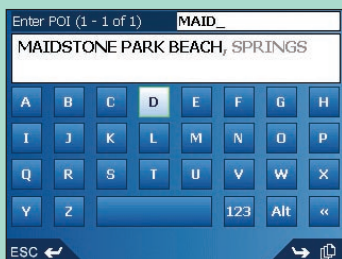 Enter POI (1 - 1 of 1) MAID_
MAIDSTONE PARK BEACH, SPRINGS
A B C D E F G H
I J K L M N O P
Q R S T U V W X
Y Z 123 Alt «
ESC